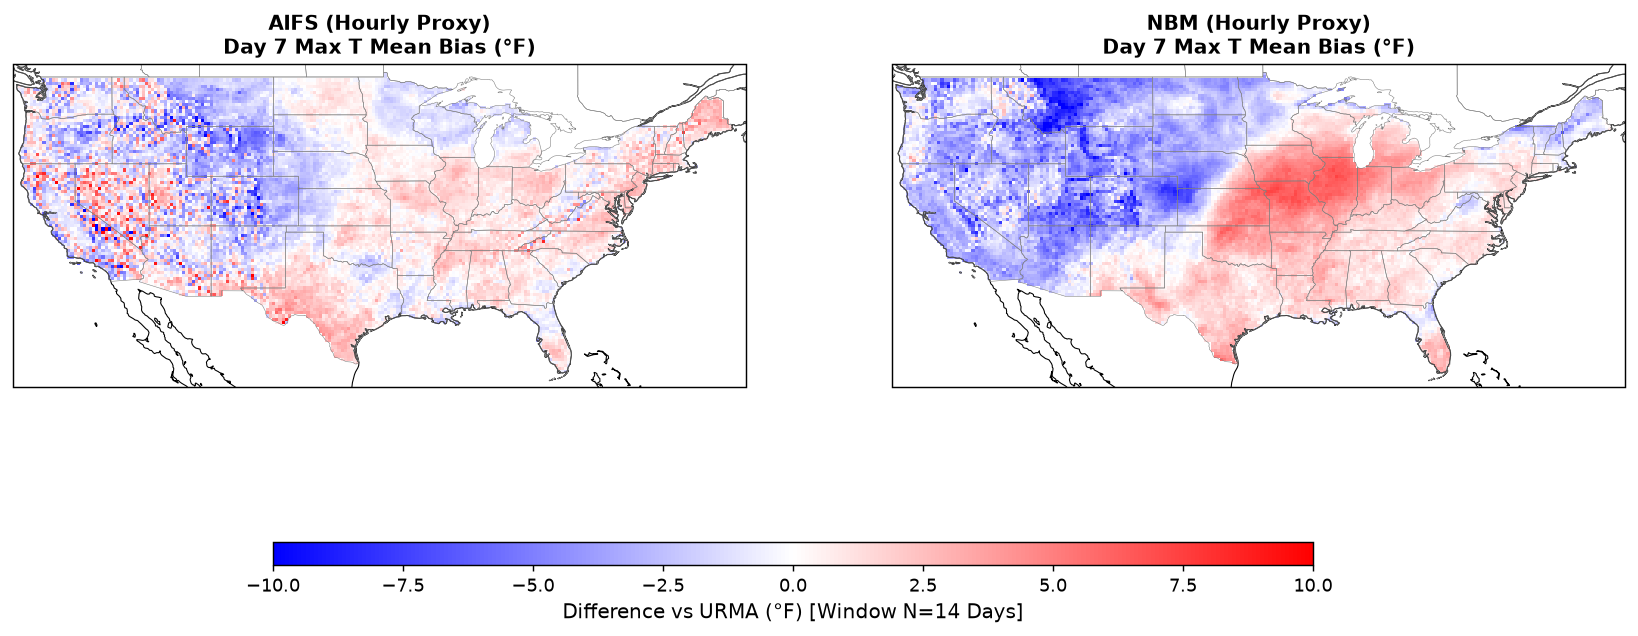 AIFS (Hourly Proxy)
Day 7 Max T Mean Bias (°F)
NBM (Hourly Proxy)
Day 7 Max T Mean Bias (°F)
−10.0 −7.5 −5.0 −2.5 0.0 2.5 5.0 7.5 10.0
Difference vs URMA (°F) [Window N=14 Days]